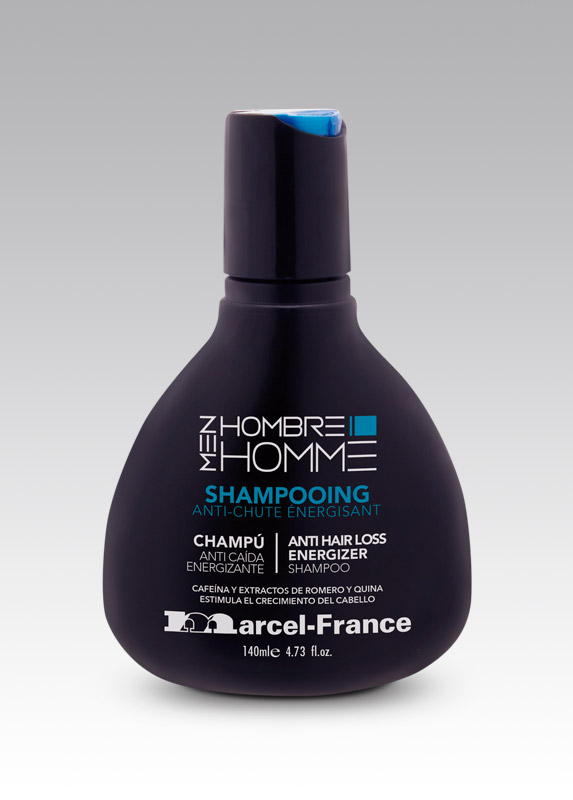 MEN
HOMBRE
HOMME
SHAMPOOING
ANTI-CHUTE ÉNERGISANT
CHAMPÚ
ANTI CAÍDA
ENERGIZANTE
ANTI HAIR LOSS
ENERGIZER
SHAMPOO
CAFEÍNA Y EXTRACTOS DE ROMERO Y QUINA
ESTIMULA EL CRECIMIENTO DEL CABELLO
marcel-France
140ml℮ 4.73 fl.oz.